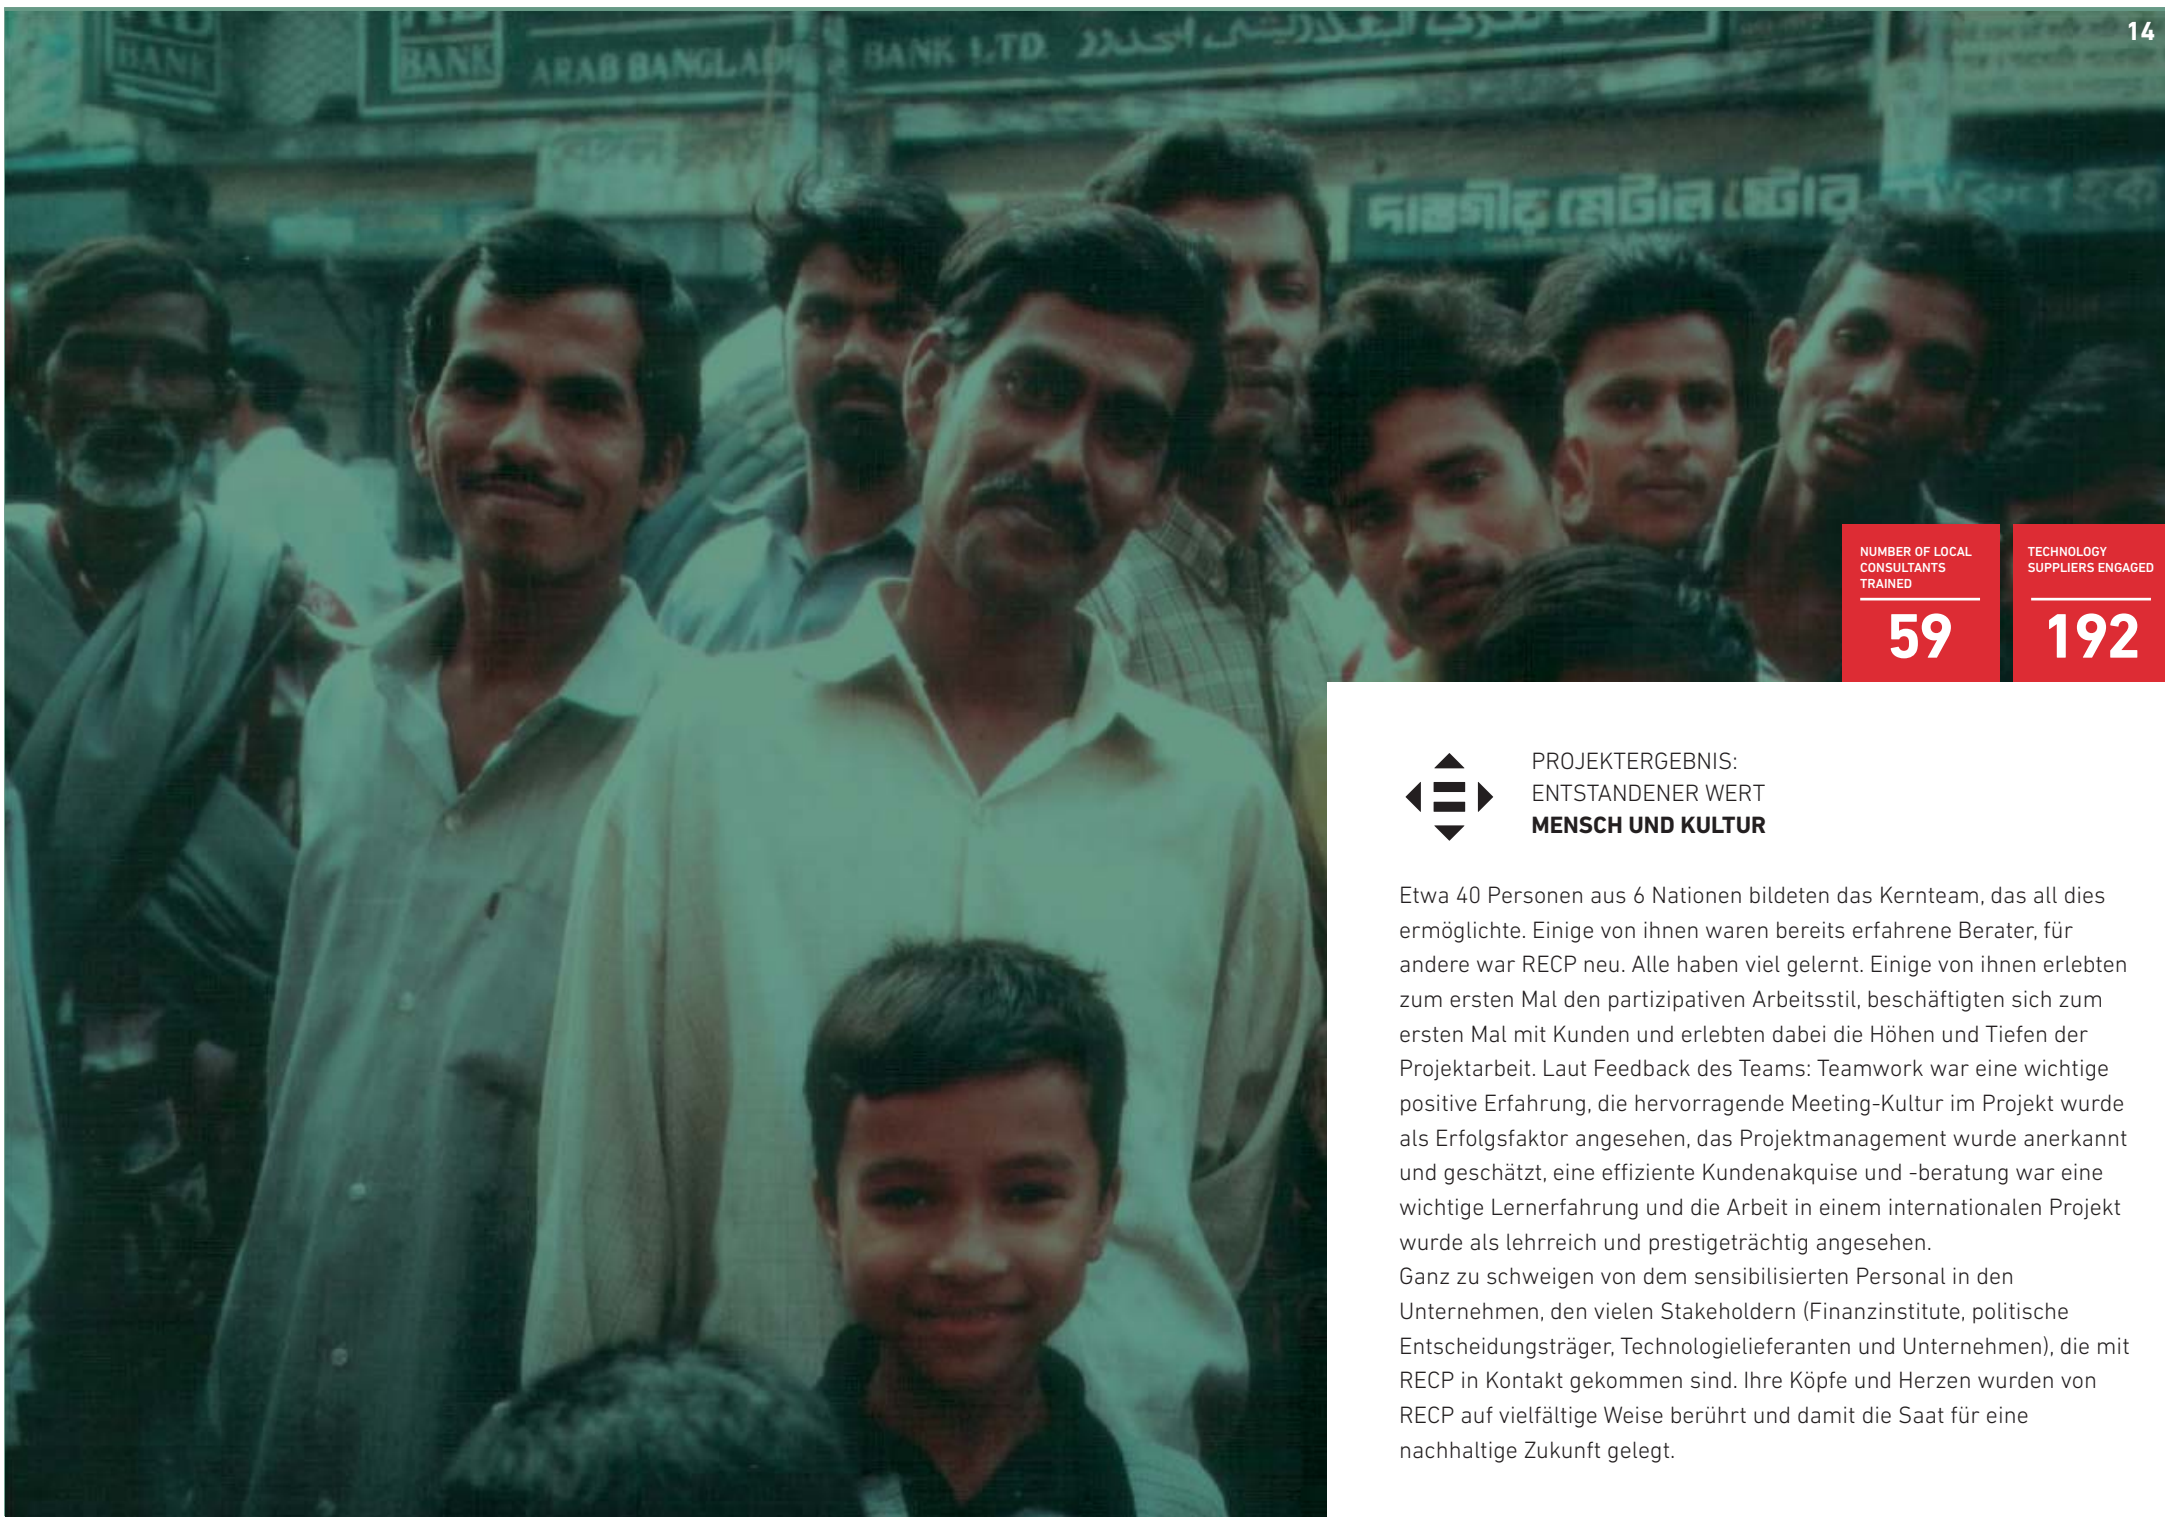 14
BANK
BANK
ARAB BANGLAD
BANK LTD.
মেটাল ষ্টোর
NUMBER OF LOCAL
CONSULTANTS
TRAINED
59
TECHNOLOGY
SUPPLIERS ENGAGED
192
PROJEKTERGEBNIS:
ENTSTANDENER WERT
MENSCH UND KULTUR
Etwa 40 Personen aus 6 Nationen bildeten das Kernteam, das all dies
ermöglichte. Einige von ihnen waren bereits erfahrene Berater, für
andere war RECP neu. Alle haben viel gelernt. Einige von ihnen erlebten
zum ersten Mal den partizipativen Arbeitsstil, beschäftigten sich zum
ersten Mal mit Kunden und erlebten dabei die Höhen und Tiefen der
Projektarbeit. Laut Feedback des Teams: Teamwork war eine wichtige
positive Erfahrung, die hervorragende Meeting-Kultur im Projekt wurde
als Erfolgsfaktor angesehen, das Projektmanagement wurde anerkannt
und geschätzt, eine effiziente Kundenakquise und -beratung war eine
wichtige Lernerfahrung und die Arbeit in einem internationalen Projekt
wurde als lehrreich und prestigeträchtig angesehen.
Ganz zu schweigen von dem sensibilisierten Personal in den
Unternehmen, den vielen Stakeholdern (Finanzinstitute, politische
Entscheidungsträger, Technologielieferanten und Unternehmen), die mit
RECP in Kontakt gekommen sind. Ihre Köpfe und Herzen wurden von
RECP auf vielfältige Weise berührt und damit die Saat für eine
nachhaltige Zukunft gelegt.